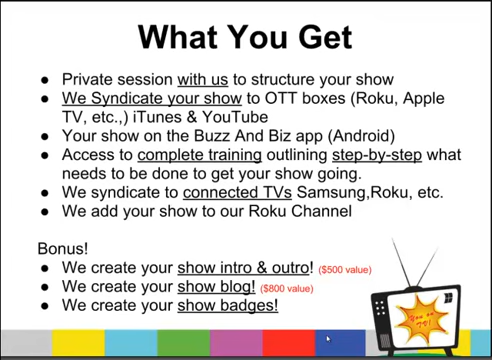 What You Get
● Private session with us to structure your show
● We Syndicate your show to OTT boxes (Roku, Apple
TV, etc.,) iTunes & YouTube
● Your show on the Buzz And Biz app (Android)
● Access to complete training outlining step-by-step what
needs to be done to get your show going.
● We syndicate to connected TVs Samsung,Roku, etc.
● We add your show to our Roku Channel
Bonus!
● We create your show intro & outro! ($500 value)
● We create your show blog! ($800 value)
● We create your show badges!